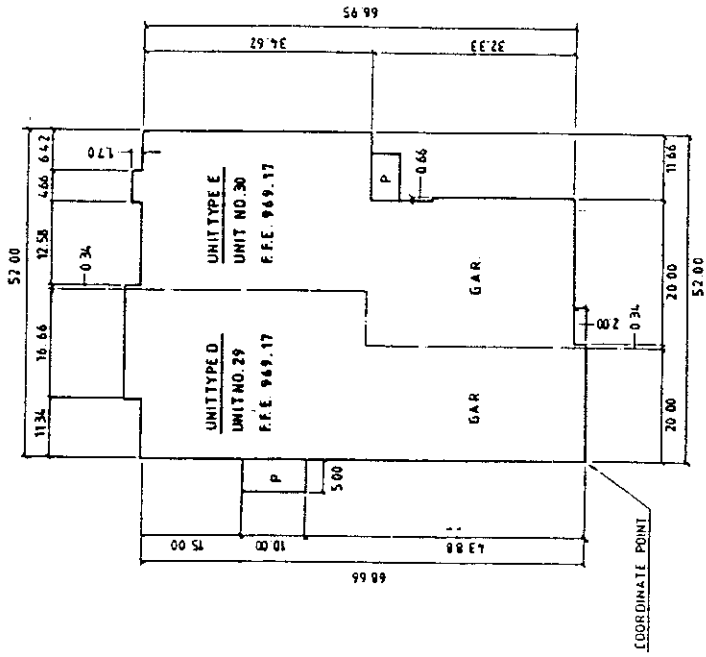 52.00
11.34
16.66
12.58
4.66
6.42
0.34
1.70
34.62
32.33
66.95
UNIT TYPE D
UNIT NO. 29
F.F.E. 969.17
UNIT TYPE E
UNIT NO. 30
F.F.E. 969.17
P
0.66
P
5.00
15.00
10.00
43.88
68.88
GAR.
GAR
2.00
0.34
20.00
20.00
11.66
52.00
COORDINATE POINT